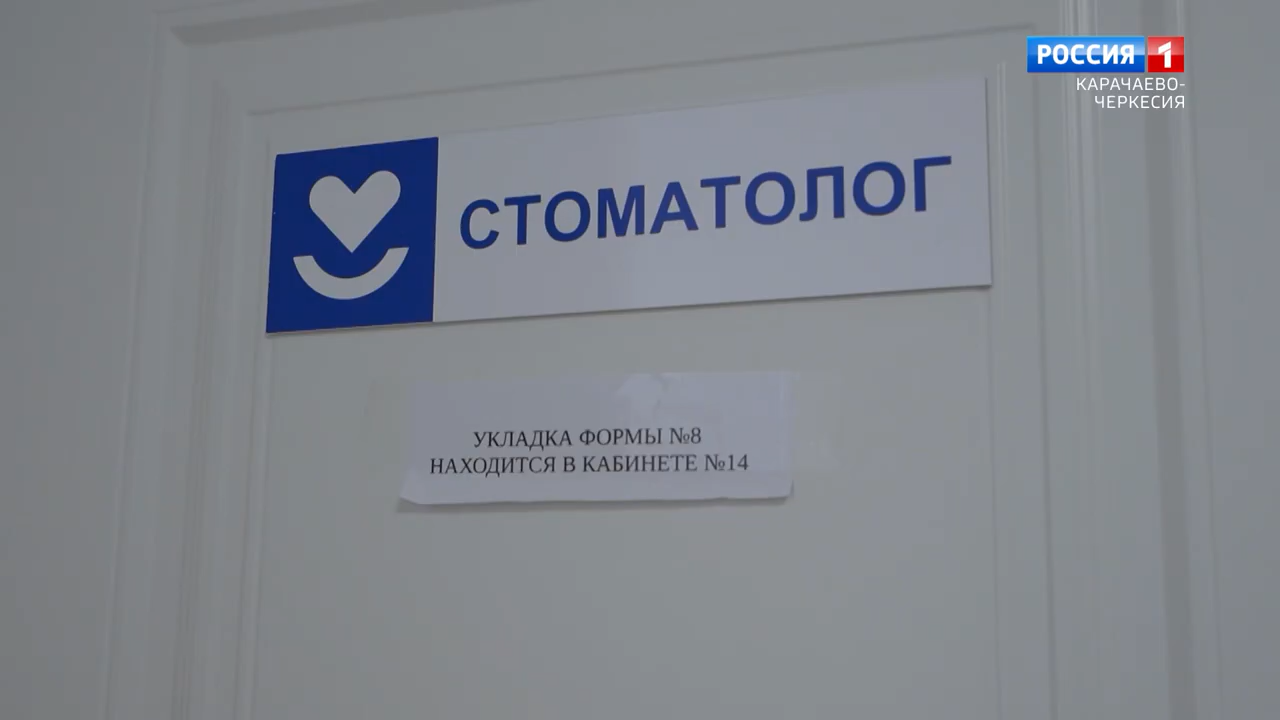 РОССИЯ 1
КАРАЧАЕВО-
ЧЕРКЕСИЯ
СТОМАТОЛОГ
УКЛАДКА ФОРМЫ №8
НАХОДИТСЯ В КАБИНЕТЕ №14